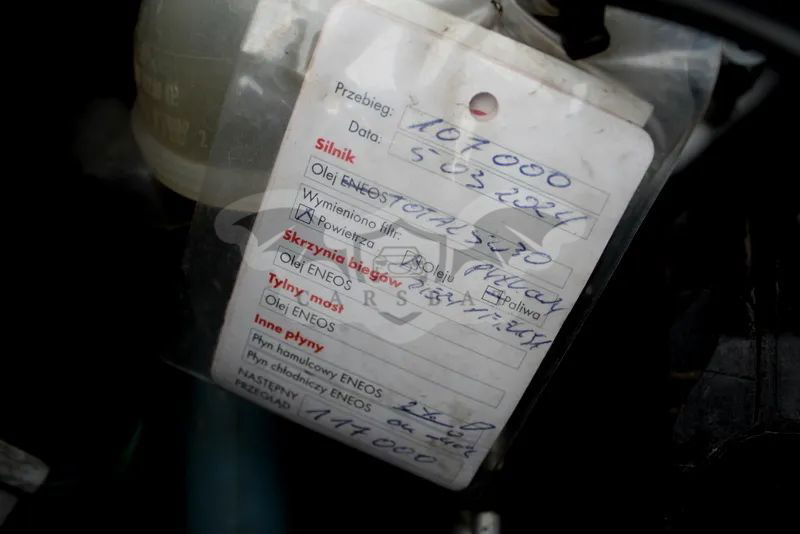 Przebieg: 107 000
Data: 5 03 2024
Silnik
Olej ENEOS TOTAL 5w30
Wymieniono filtr:
Powietrza Oleju Paliwa
Skrzynia biegów
Olej ENEOS
Tylny most
Olej ENEOS
Inne płyny
Płyn hamulcowy ENEOS
Płyn chłodniczy ENEOS
NASTĘPNY
PRZEGLĄD 117 000